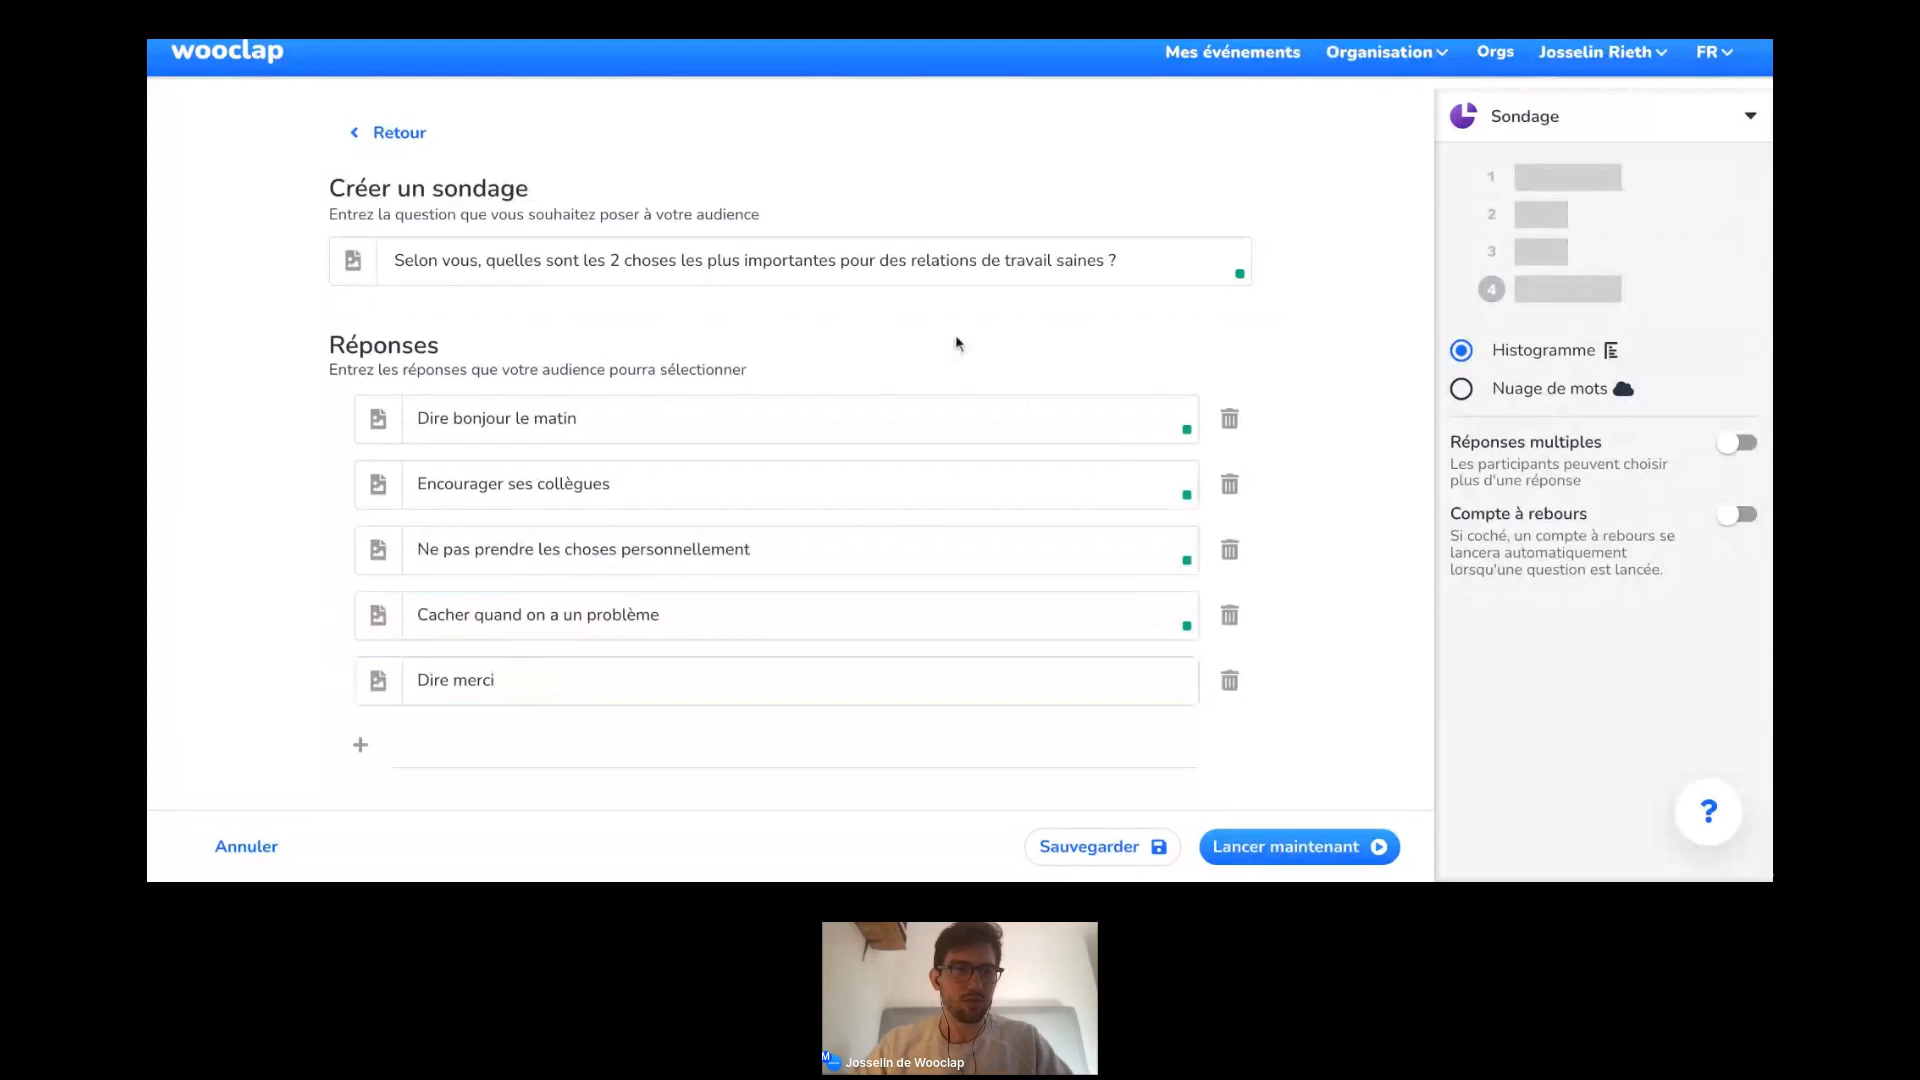 wooclap
Mes événements Organisation Orgs Josselin Rieth FR
Retour
Créer un sondage
Entrez la question que vous souhaitez poser à votre audience
Selon vous, quelles sont les 2 choses les plus importantes pour des relations de travail saines ?
Réponses
Entrez les réponses que votre audience pourra sélectionner
Dire bonjour le matin
Encourager ses collègues
Ne pas prendre les choses personnellement
Cacher quand on a un problème
Dire merci
+
Annuler
Sauvegarder
Lancer maintenant
Sondage
1
2
3
4
Histogramme
Nuage de mots
Réponses multiples
Les participants peuvent choisir
plus d'une réponse
Compte à rebours
Si coché, un compte à rebours se
lancera automatiquement
lorsqu'une question est lancée.
?
M
Josselin de Wooclap